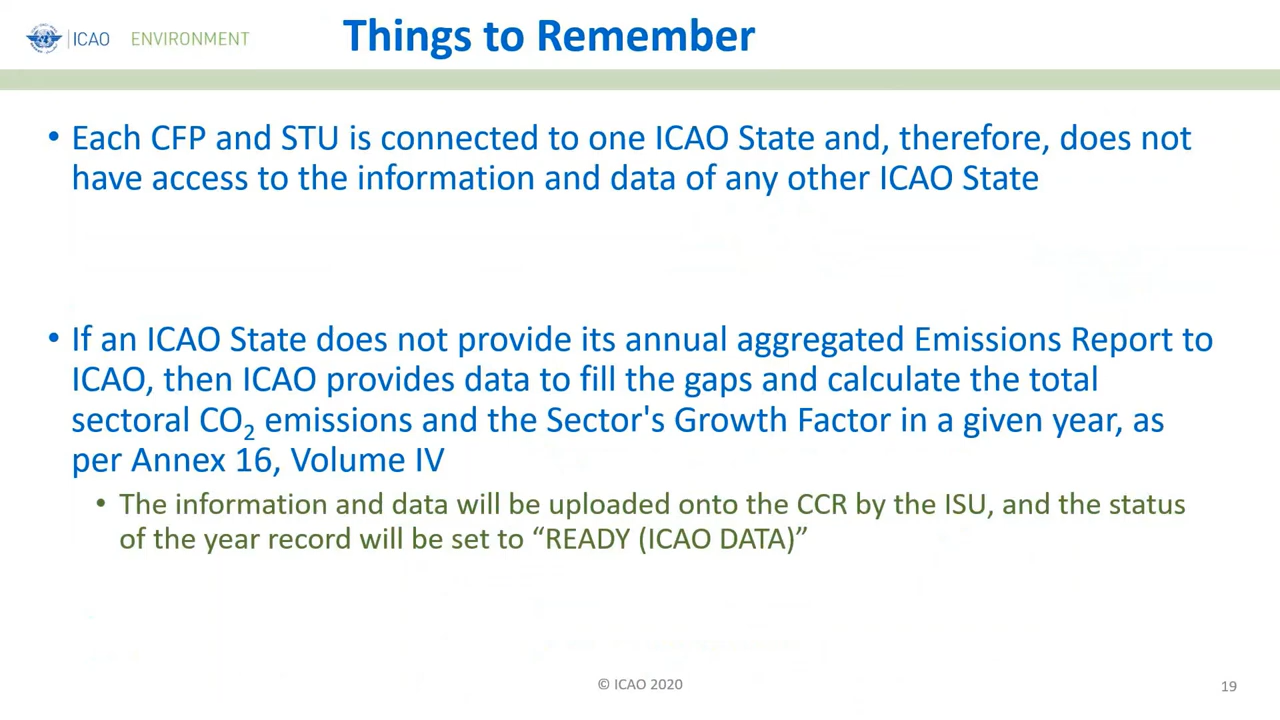 ICAO ENVIRONMENT
Things to Remember
• Each CFP and STU is connected to one ICAO State and, therefore, does not
have access to the information and data of any other ICAO State
• If an ICAO State does not provide its annual aggregated Emissions Report to
ICAO, then ICAO provides data to fill the gaps and calculate the total
sectoral CO₂ emissions and the Sector's Growth Factor in a given year, as
per Annex 16, Volume IV
• The information and data will be uploaded onto the CCR by the ISU, and the status
of the year record will be set to “READY (ICAO DATA)”
© ICAO 2020
19